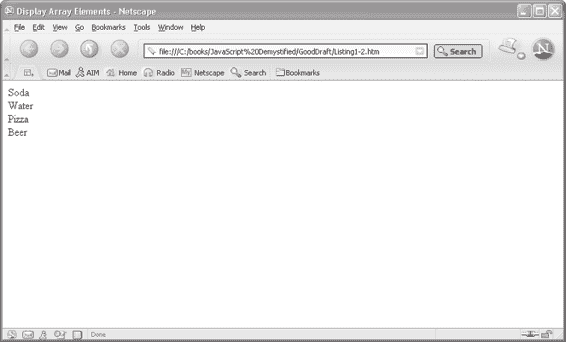 Display Array Elements - Netscape
File Edit View Go Bookmarks Tools Window Help
file:///C:/books/JavaScript%20Demystified/GoodDraft/Listing1-2.htm Search
N
Mail AIM Home Radio Netscape Search Bookmarks
Soda
Water
Pizza
Beer
Done